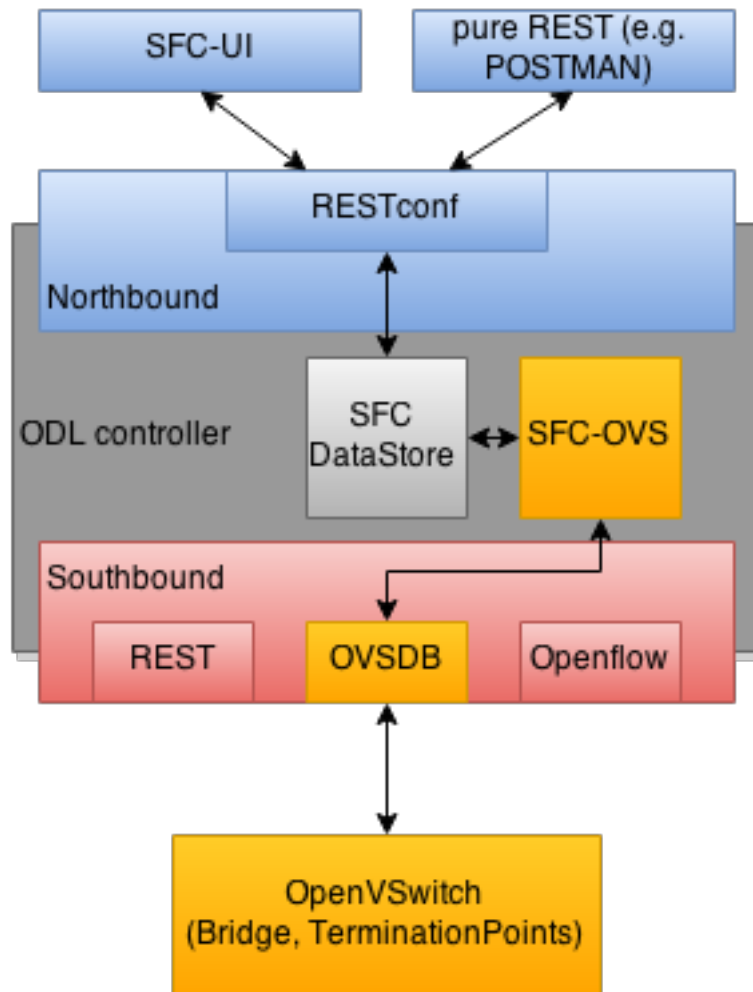 SFC-UI
pure REST (e.g.
POSTMAN)
RESTconf
Northbound
ODL controller
SFC
DataStore
SFC-OVS
Southbound
REST
OVSDB
Openflow
OpenVSwitch
(Bridge, TerminationPoints)